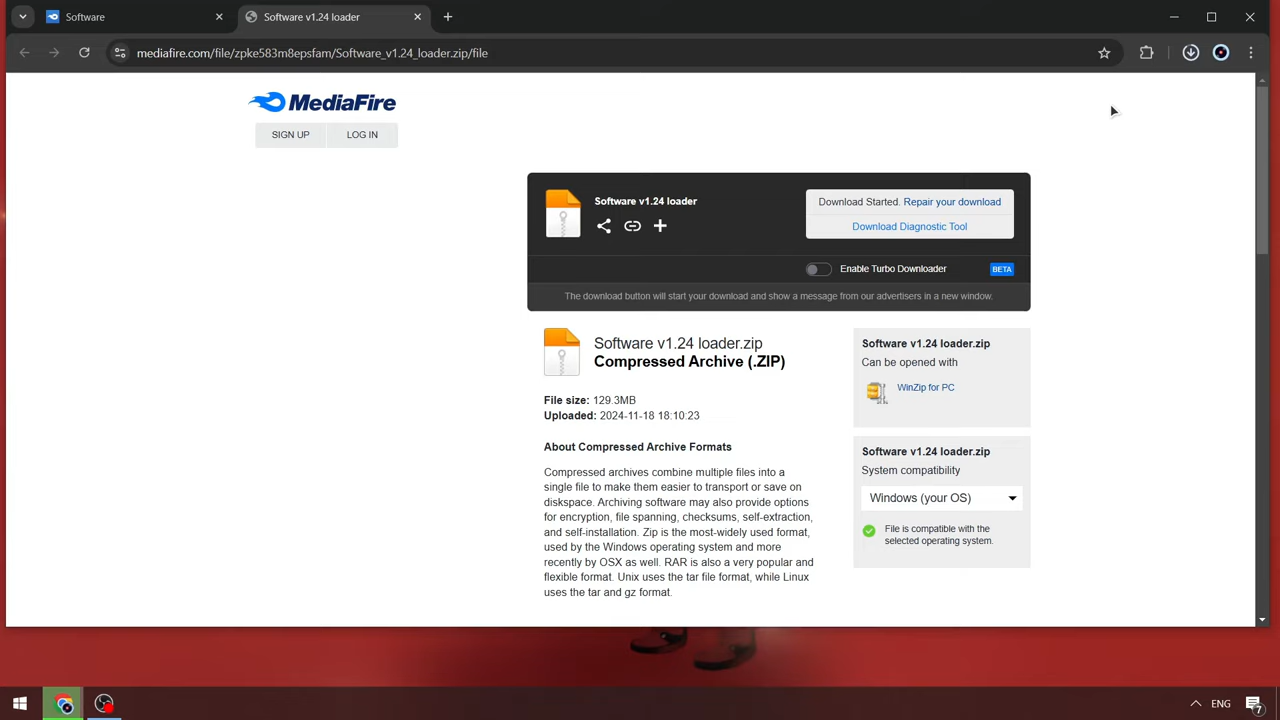 Software
Software v1.24 loader
mediafire.com/file/zpke583m8epsfam/Software_v1.24_loader.zip/file
MediaFire
SIGN UP
LOG IN
Software v1.24 loader
Download Started. Repair your download
Download Diagnostic Tool
Enable Turbo Downloader
BETA
The download button will start your download and show a message from our advertisers in a new window.
Software v1.24 loader.zip
Compressed Archive (.ZIP)
File size: 129.3MB
Uploaded: 2024-11-18 18:10:23
About Compressed Archive Formats
Compressed archives combine multiple files into a
single file to make them easier to transport or save on
diskspace. Archiving software may also provide options
for encryption, file spanning, checksums, self-extraction,
and self-installation. Zip is the most-widely used format,
used by the Windows operating system and more
recently by OSX as well. RAR is also a very popular and
flexible format. Unix uses the tar file format, while Linux
uses the tar and gz format.
Software v1.24 loader.zip
Can be opened with
WinZip for PC
Software v1.24 loader.zip
System compatibility
Windows (your OS)
File is compatible with the
selected operating system.
ENG
7